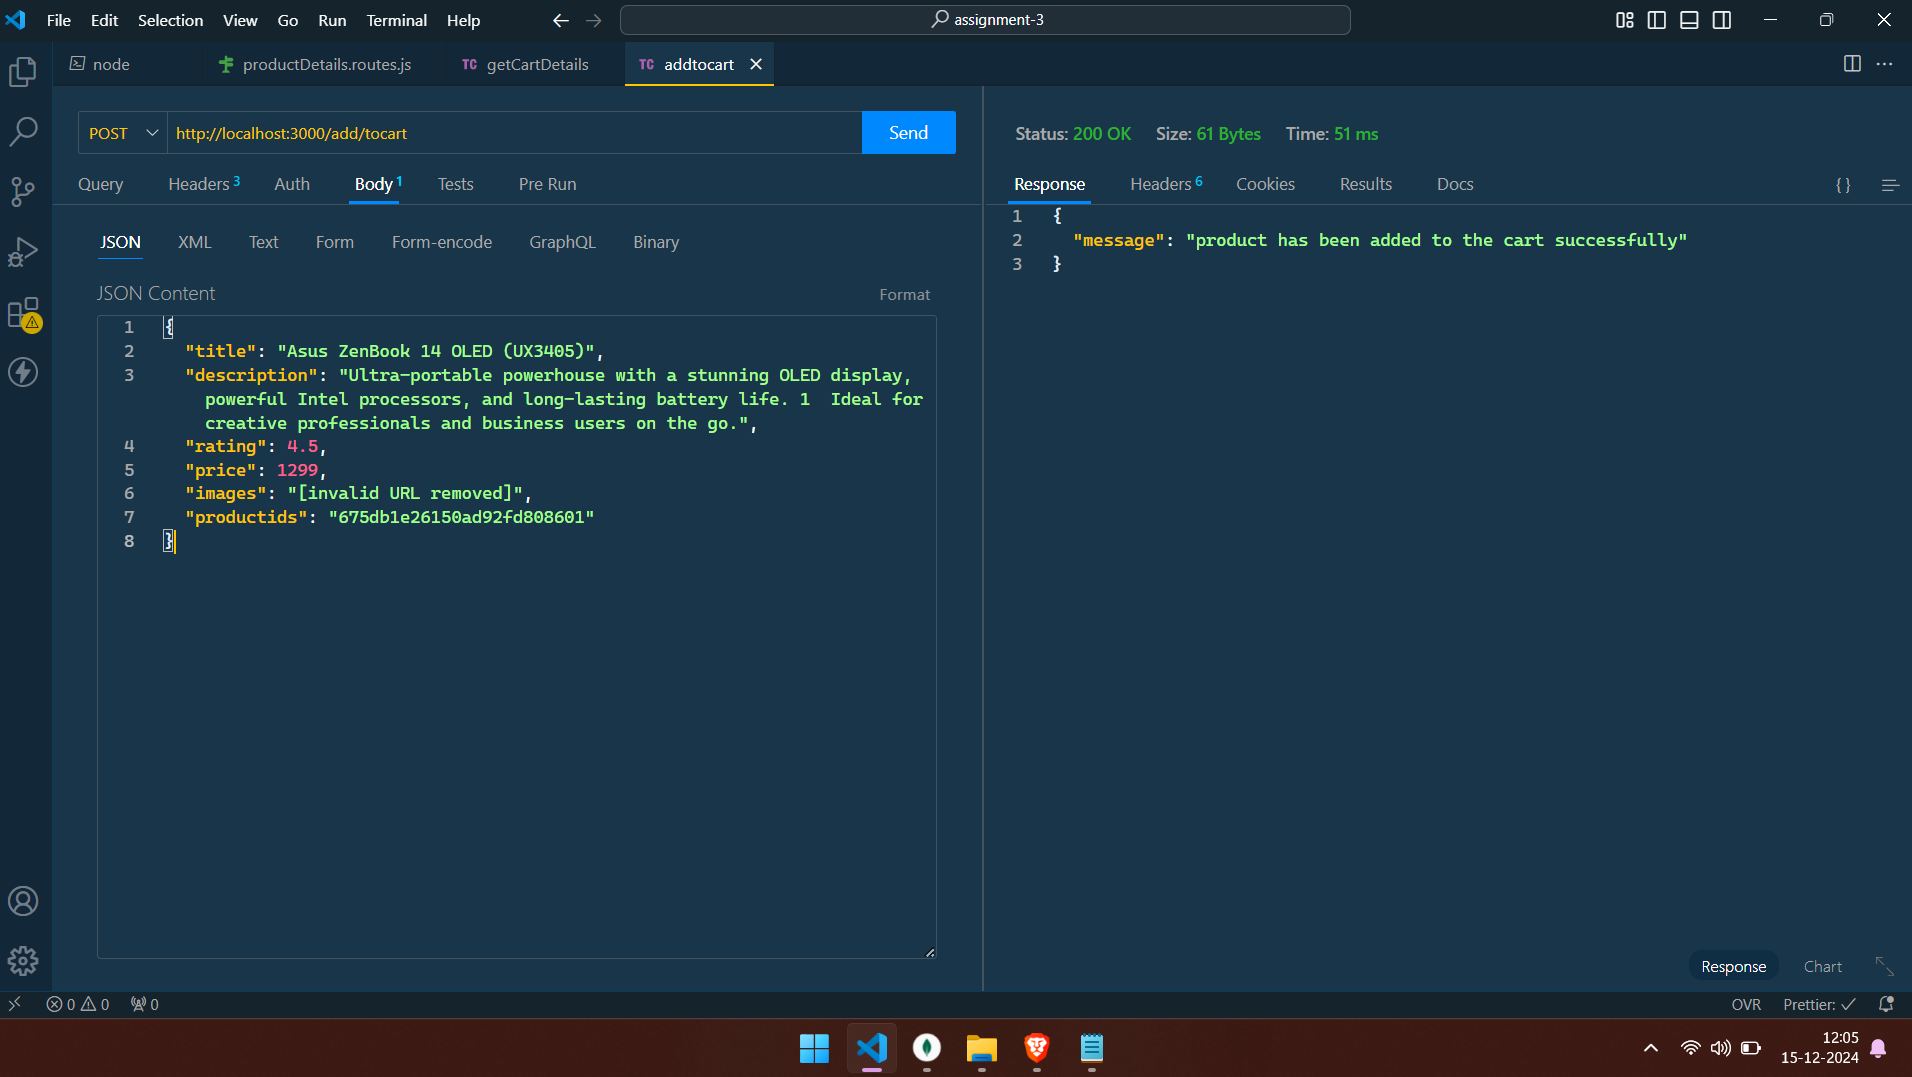 File Edit Selection View Go Run Terminal Help
assignment-3
node
productDetails.routes.js
TC getCartDetails
TC addtocart
POST
http://localhost:3000/add/tocart
Send
Query Headers 3 Auth Body 1 Tests Pre Run
JSON XML Text Form Form-encode GraphQL Binary
JSON Content
Format
1 {
2 "title": "Asus ZenBook 14 OLED (UX3405)",
3 "description": "Ultra-portable powerhouse with a stunning OLED display,
powerful Intel processors, and long-lasting battery life. 1  Ideal for
creative professionals and business users on the go.",
4 "rating": 4.5,
5 "price": 1299,
6 "images": "[invalid URL removed]",
7 "productids": "675db1e26150ad92fd808601"
8 }
Status: 200 OK Size: 61 Bytes Time: 51 ms
Response Headers 6 Cookies Results Docs
{ }
1 {
2 "message": "product has been added to the cart successfully"
3 }
Response Chart
0 0 0
OVR Prettier:
12:05
15-12-2024